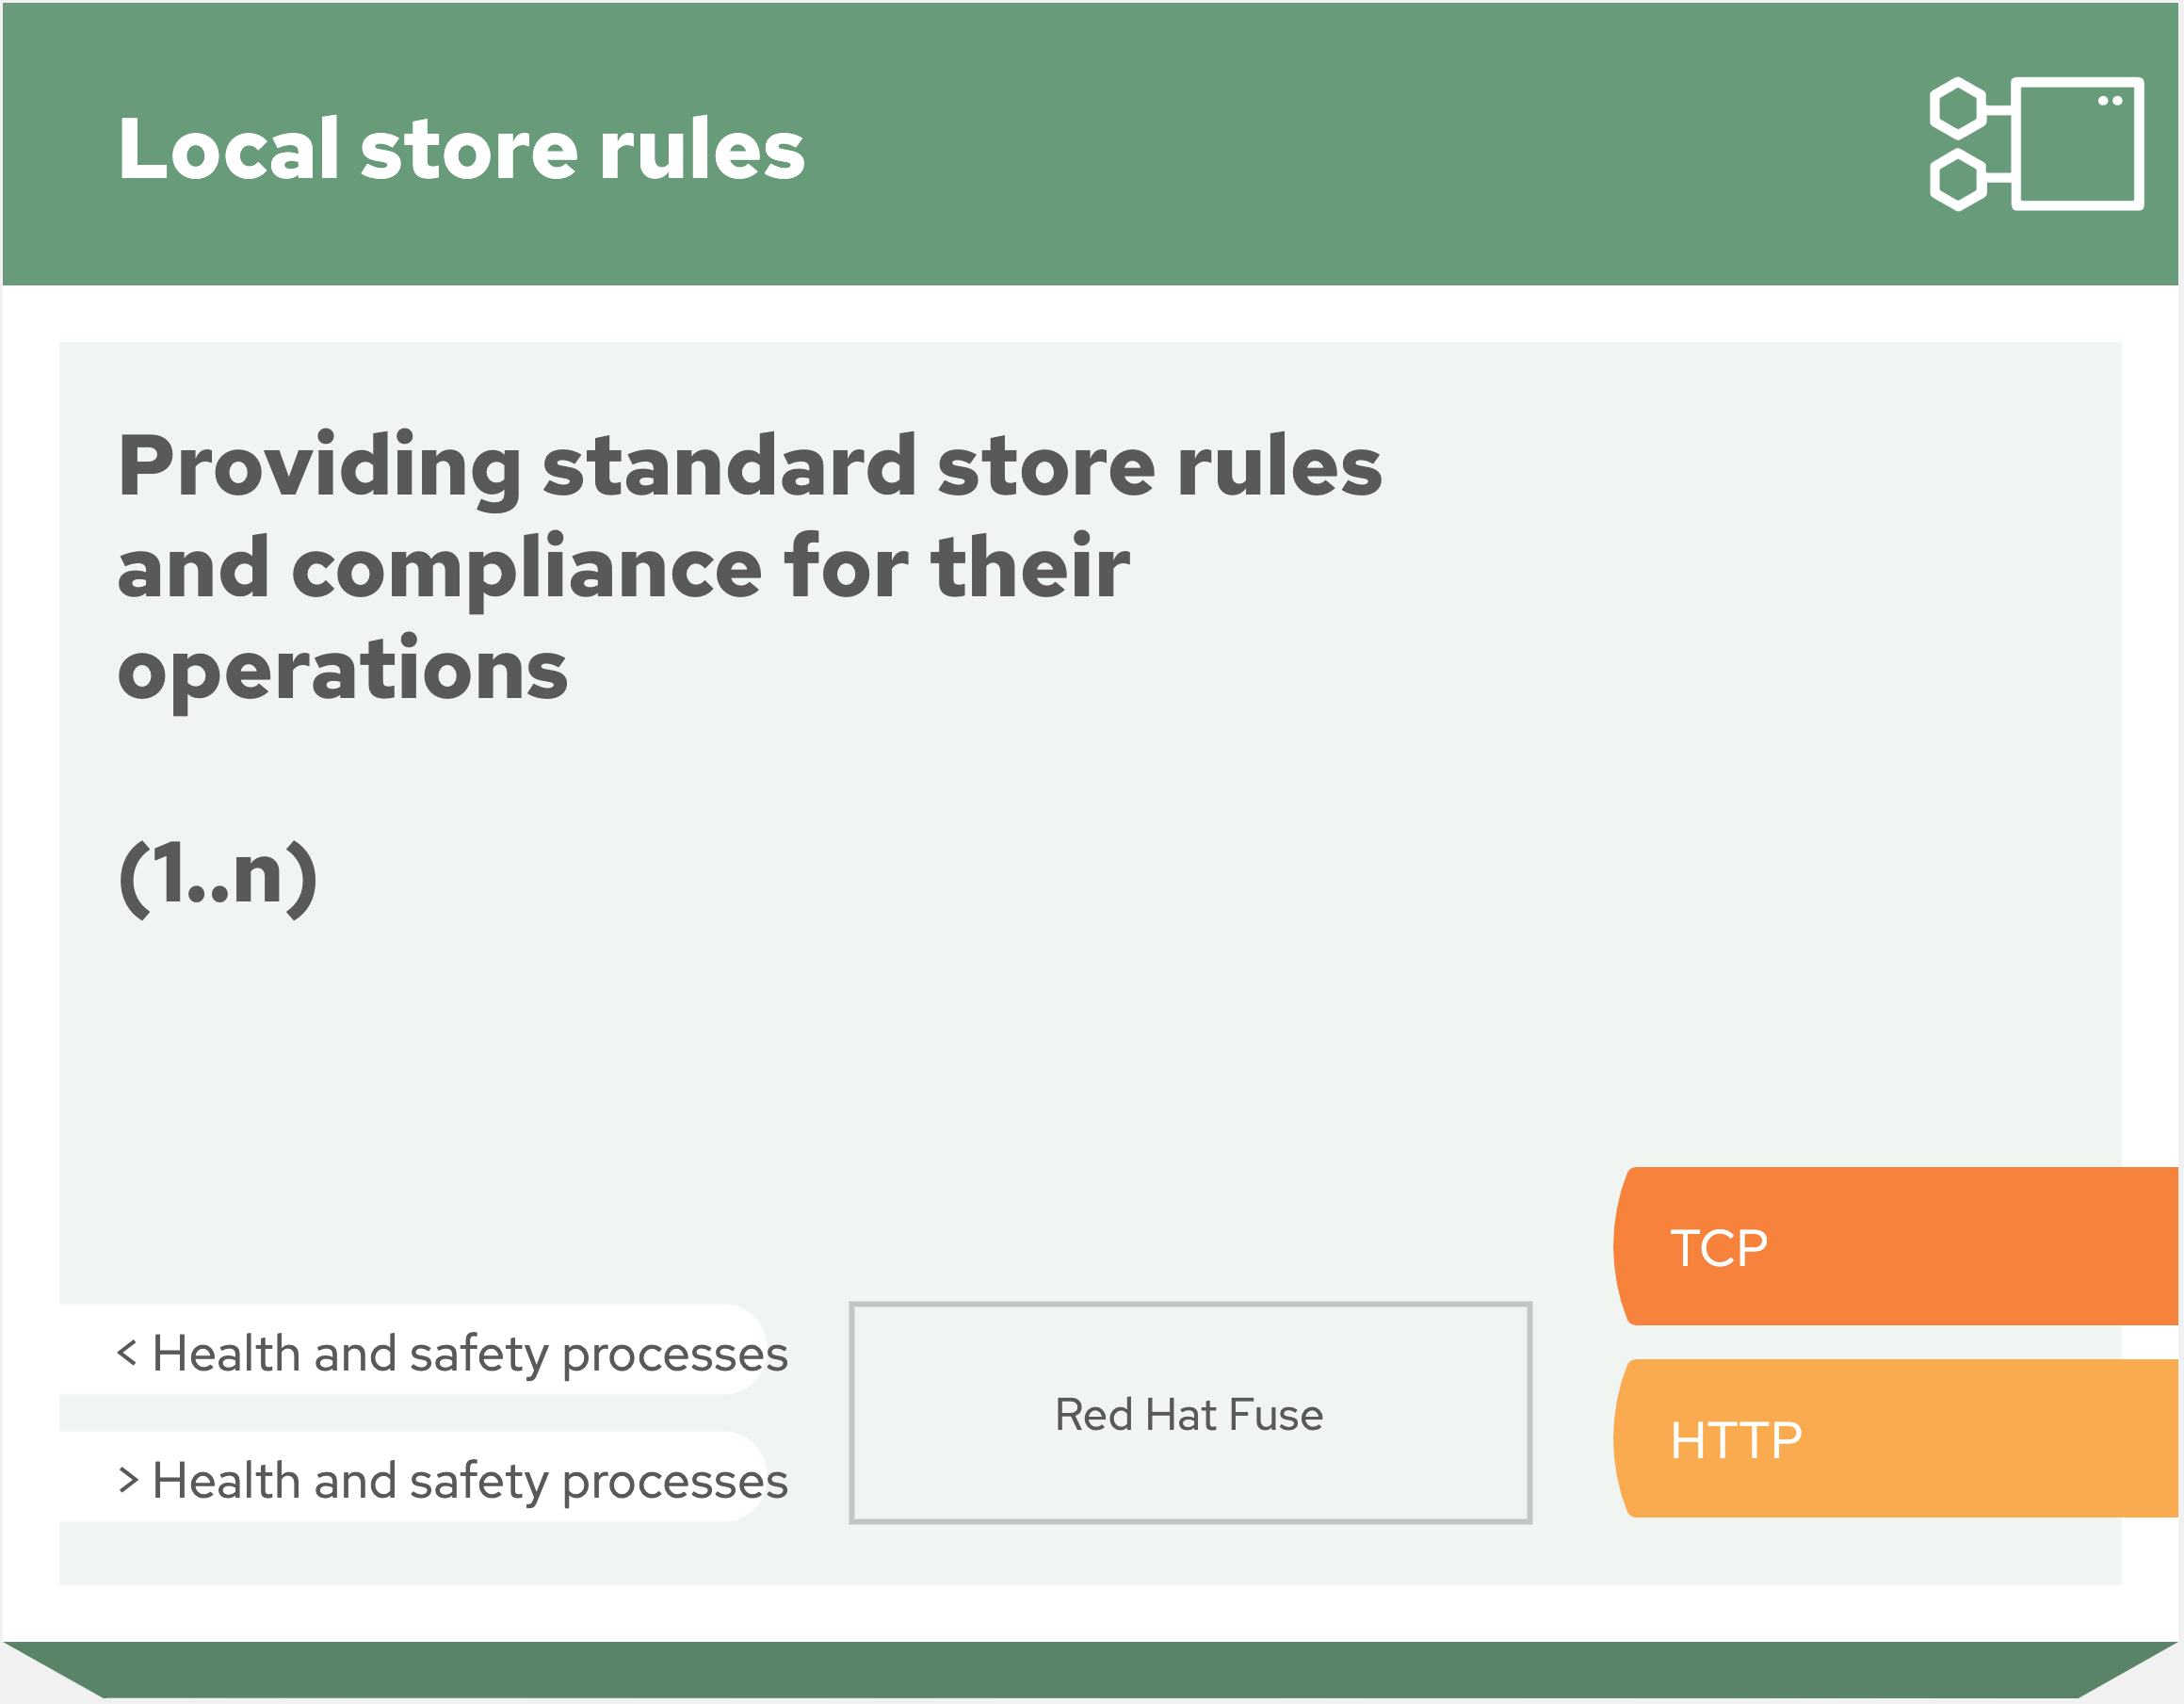 Local store rules
Providing standard store rules
and compliance for their
operations
(1..n)
< Health and safety processes
> Health and safety processes
Red Hat Fuse
TCP
HTTP